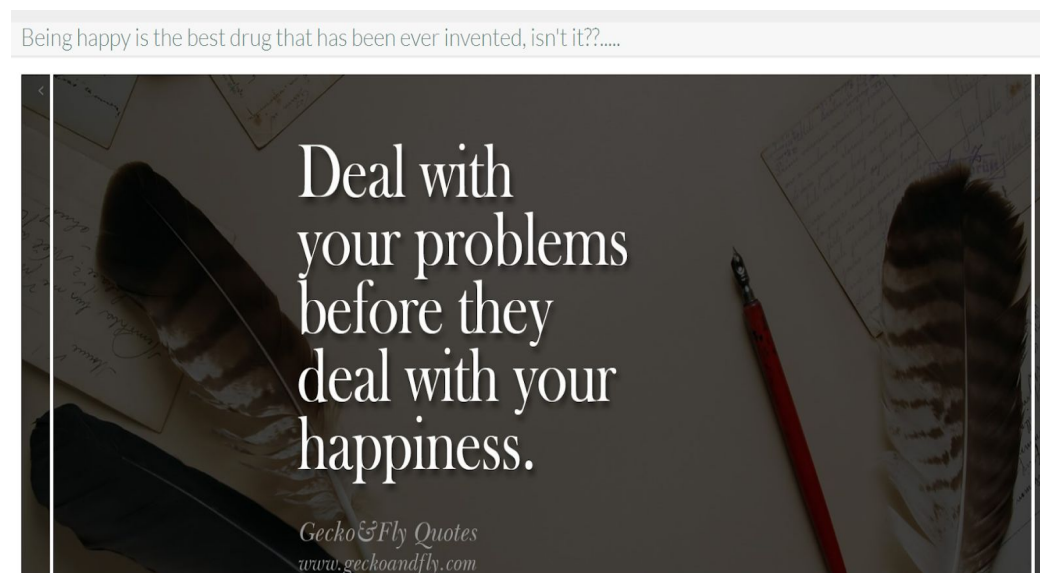 Being happy is the best drug that has been ever invented, isn't it??.....
Deal with
your problems
before they
deal with your
happiness.
Gecko&Fly Quotes
www.geckoandfly.com